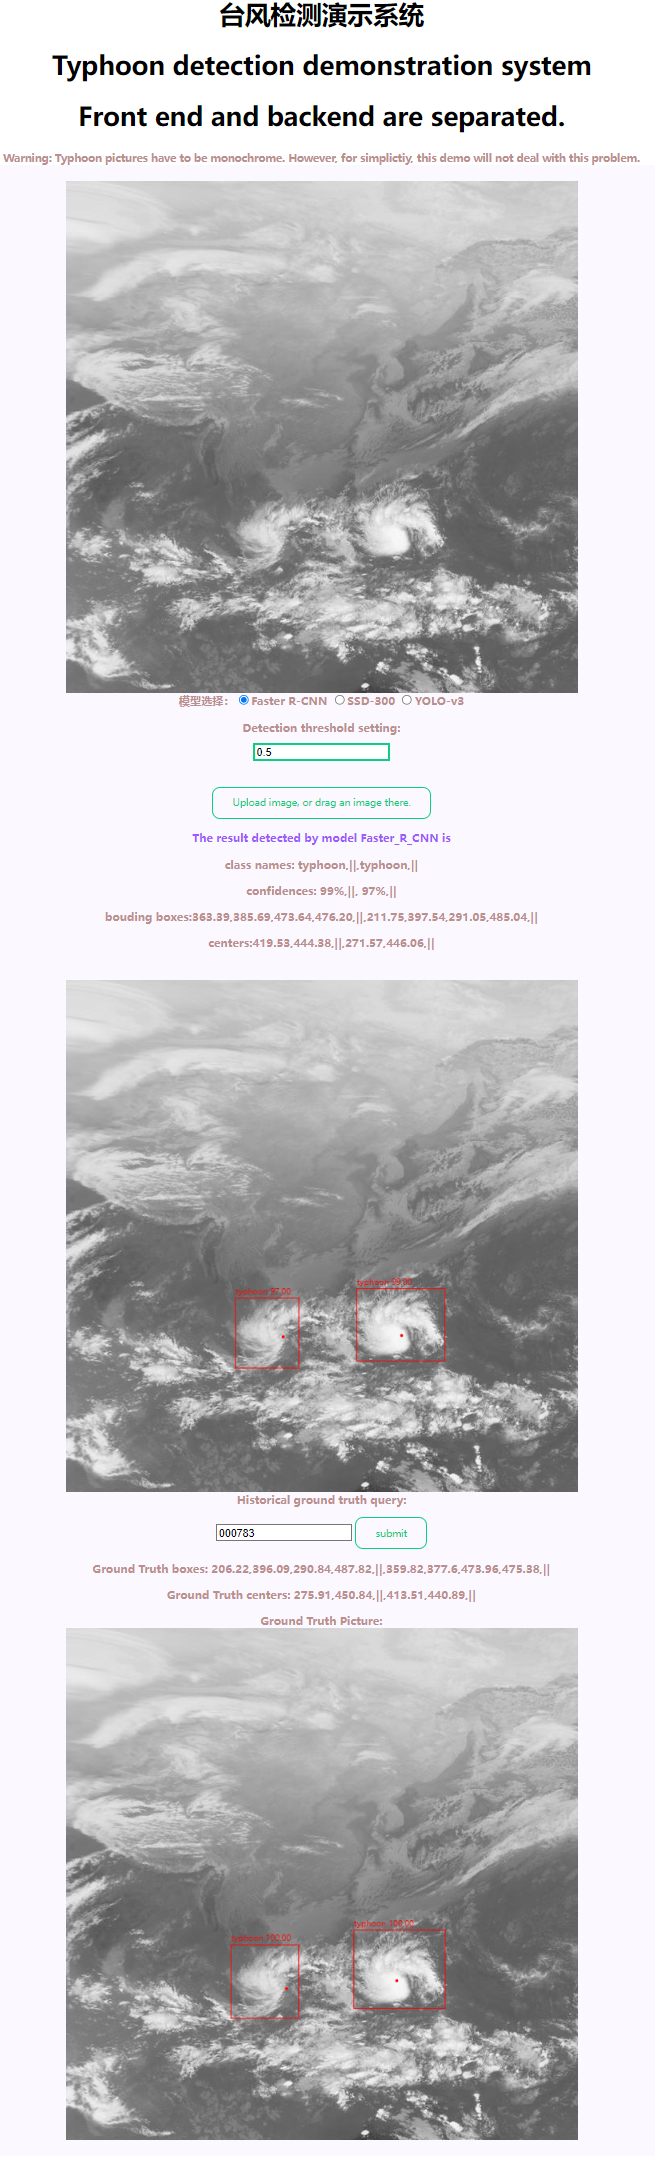 台风检测演示系统
Typhoon detection demonstration system
Front end and backend are separated.
Warning: Typhoon pictures have to be monochrome. However, for simplictiy, this demo will not deal with this problem.
模型选择： Faster R-CNN SSD-300 YOLO-v3
Detection threshold setting:
0.5
Upload image, or drag an image there.
The result detected by model Faster_R_CNN is
class names: typhoon,||,typhoon,||
confidences: 99%,||, 97%,||
bouding boxes:363.39,385.69,473.64,476.20,||,211.75,397.54,291.05,485.04,||
centers:419.53,444.38,||,271.57,446.06,||
typhoon 99.00
typhoon 97.00
Historical ground truth query:
000783 submit
Ground Truth boxes: 206.22,396.09,290.84,487.82,||,359.82,377.6,473.96,475.38,||
Ground Truth centers: 275.91,450.84,||,413.51,440.89,||
Ground Truth Picture:
typhoon 100.00
typhoon 100.00